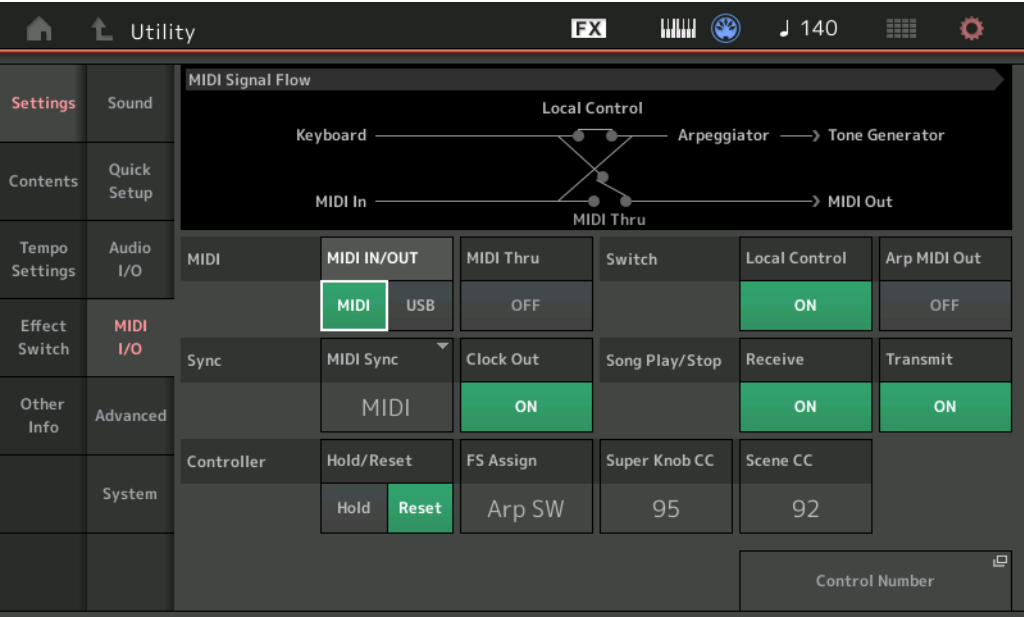 Utility
FX
♩ 140
Settings
Contents
Tempo
Settings
Effect
Switch
Other
Info
Sound
Quick
Setup
Audio
I/O
MIDI
I/O
Advanced
System
MIDI Signal Flow
Local Control
Keyboard
Arpeggiator
Tone Generator
MIDI In
MIDI Out
MIDI Thru
MIDI
MIDI IN/OUT
MIDI
USB
MIDI Thru
OFF
Switch
Local Control
ON
Arp MIDI Out
OFF
Sync
MIDI Sync
MIDI
Clock Out
ON
Song Play/Stop
Receive
ON
Transmit
ON
Controller
Hold/Reset
Hold
Reset
FS Assign
Arp SW
Super Knob CC
95
Scene CC
92
Control Number